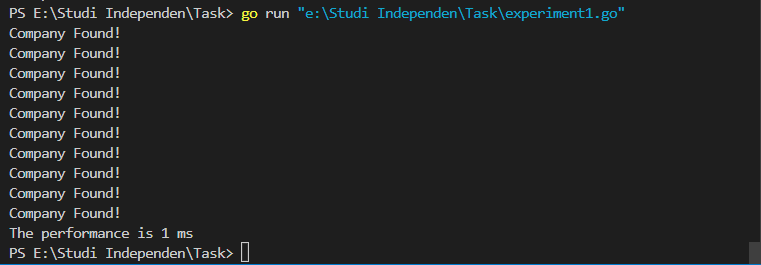 PS E:\Studi Independen\Task> go run "e:\Studi Independen\Task\experiment1.go"
Company Found!
Company Found!
Company Found!
Company Found!
Company Found!
Company Found!
Company Found!
Company Found!
Company Found!
Company Found!
The performance is 1 ms
PS E:\Studi Independen\Task>